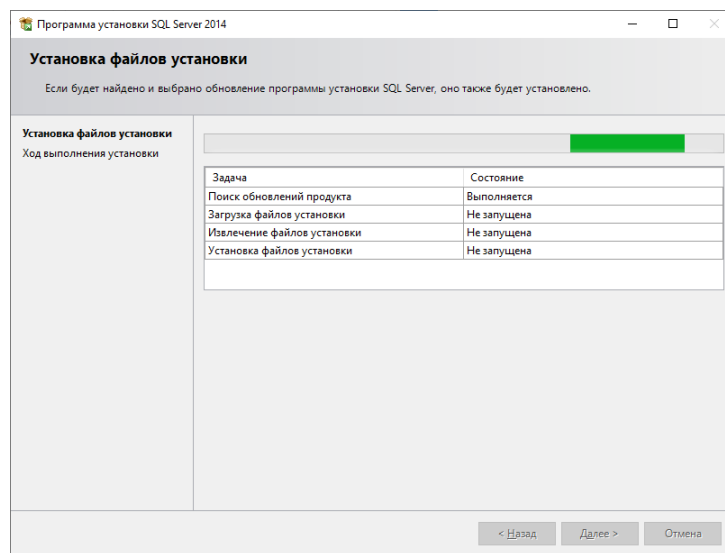 Программа установки SQL Server 2014
Установка файлов установки
Если будет найдено и выбрано обновление программы установки SQL Server, оно также будет установлено.
Установка файлов установки
Ход выполнения установки
Задача Состояние
Поиск обновлений продукта Выполняется
Загрузка файлов установки Не запущена
Извлечение файлов установки Не запущена
Установка файлов установки Не запущена
< Назад Далее > Отмена